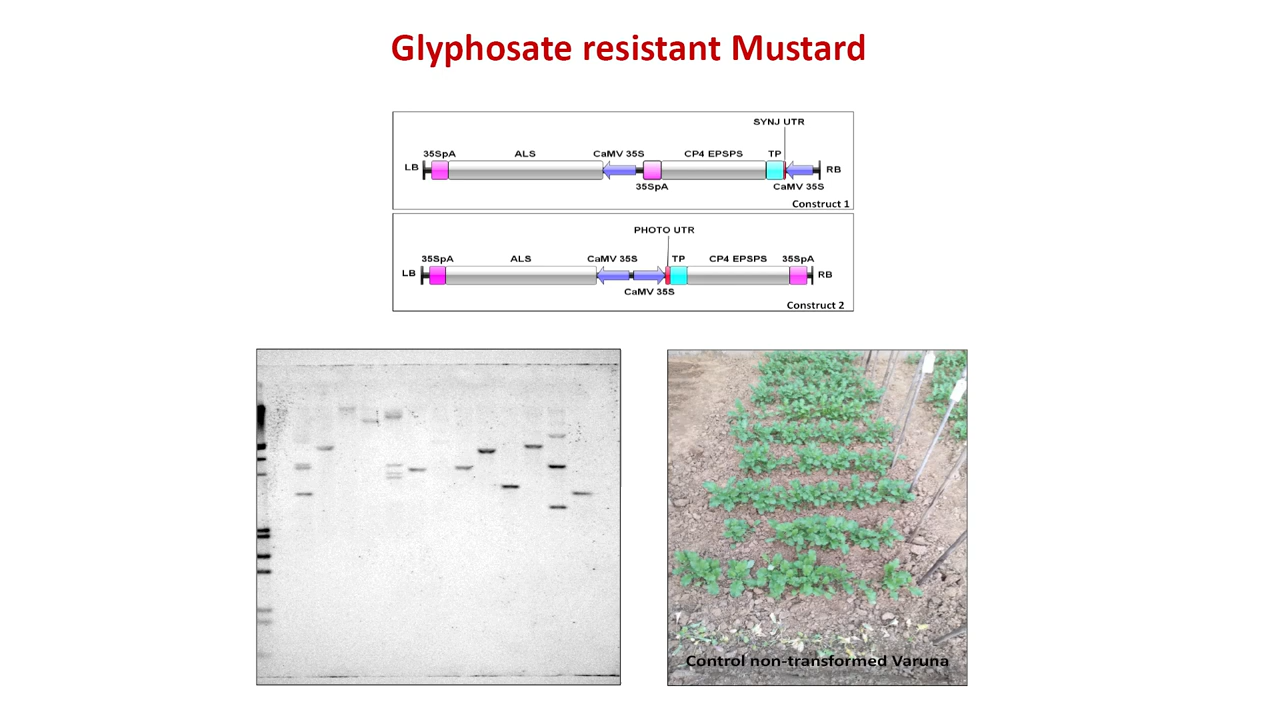 Glyphosate resistant Mustard
SYNJ UTR
35SpA ALS CaMV 35S CP4 EPSPS TP
LB RB
35SpA CaMV 35S
Construct 1
PHOTO UTR
35SpA ALS CaMV 35S TP CP4 EPSPS 35SpA
LB RB
CaMV 35S
Construct 2
Control non-transformed Varuna